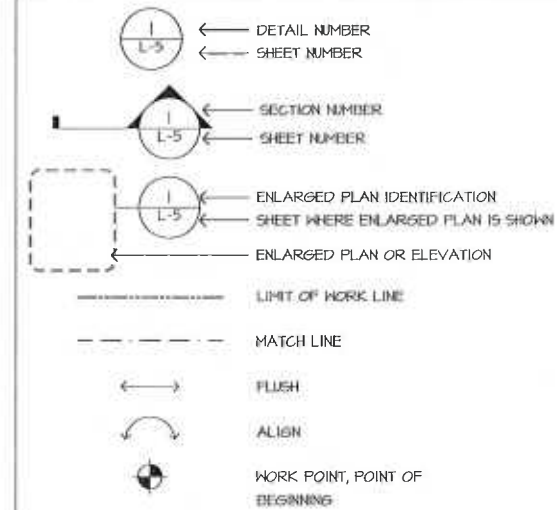 1 DETAIL NUMBER
L-5 SHEET NUMBER
1 SECTION NUMBER
L-5 SHEET NUMBER
1 ENLARGED PLAN IDENTIFICATION
L-5 SHEET WHERE ENLARGED PLAN IS SHOWN
ENLARGED PLAN OR ELEVATION
LIMIT OF WORK LINE
MATCH LINE
FLUSH
ALIGN
WORK POINT, POINT OF
BEGINNING